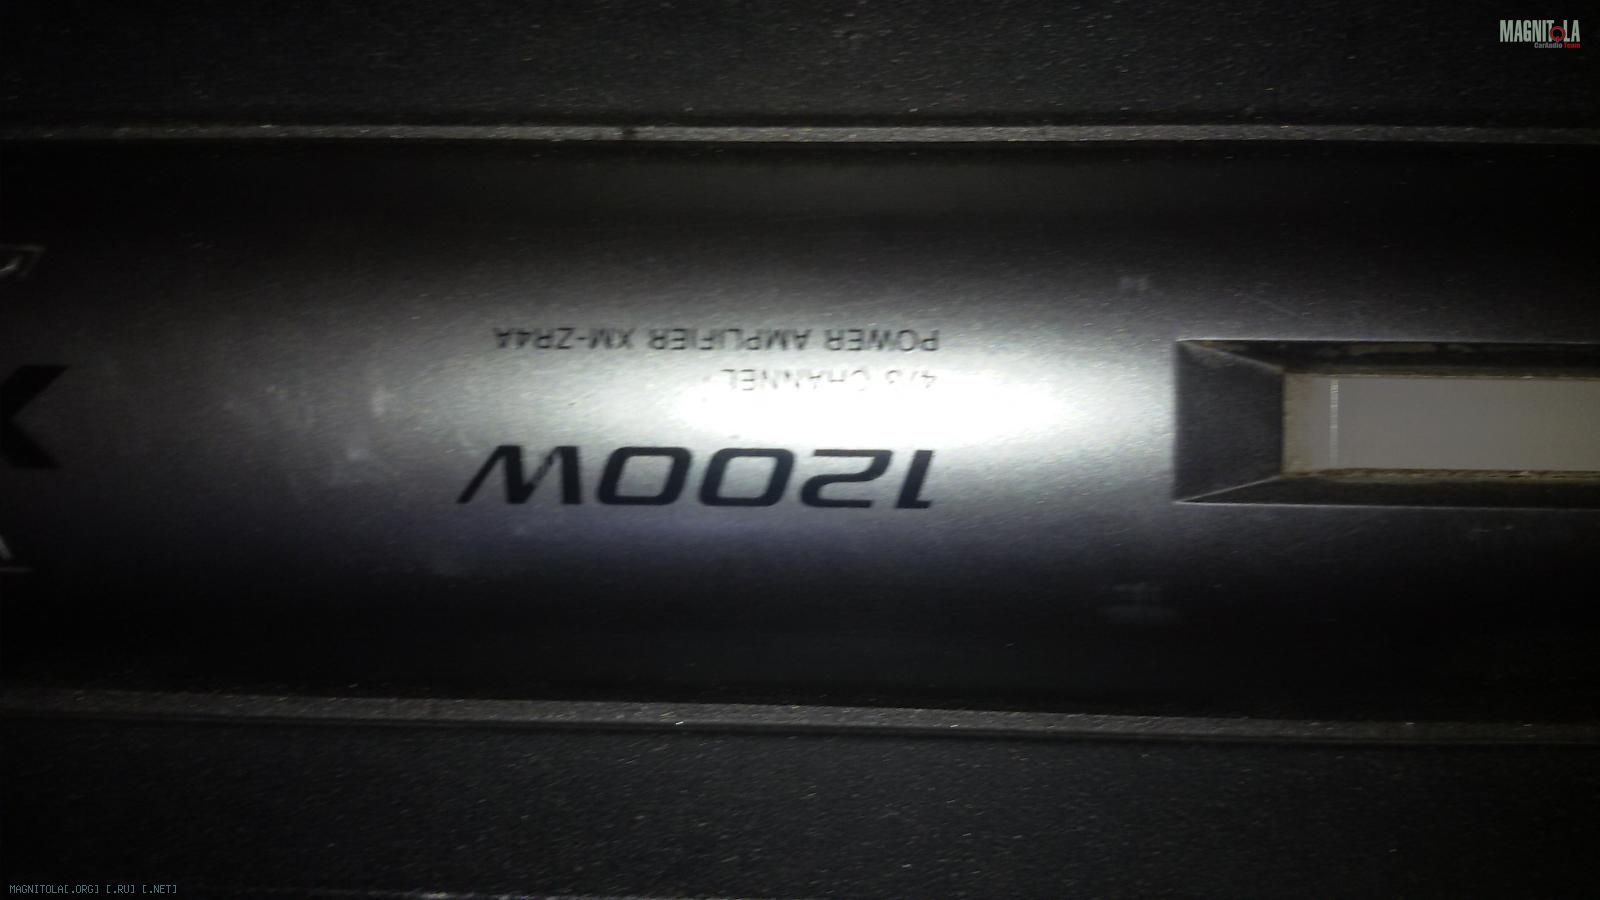 MAGNITOLA
CarAudio Team
1200W
4/3 CHANNEL
POWER AMPLIFIER XM-ZR4A
X
MAGNITOLA[.ORG] [.RU] [.NET]